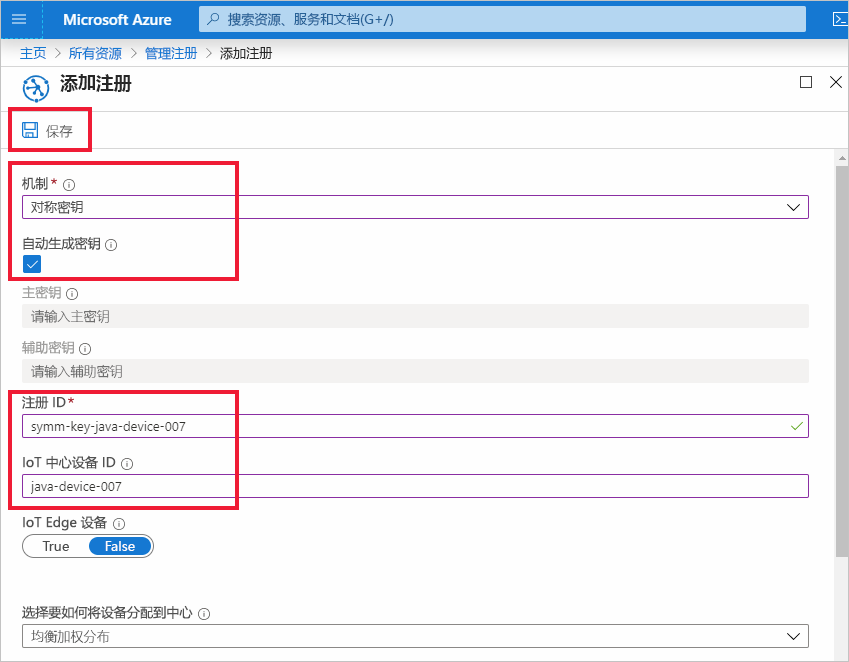 Microsoft Azure
搜索资源、服务和文档(G+/)
主页 > 所有资源 > 管理注册 > 添加注册
添加注册
保存
机制*
对称密钥
自动生成密钥
主密钥
请输入主密钥
辅助密钥
请输入辅助密钥
注册 ID*
symm-key-java-device-007
IoT 中心设备 ID
java-device-007
IoT Edge 设备
True False
选择要如何将设备分配到中心
均衡加权分布